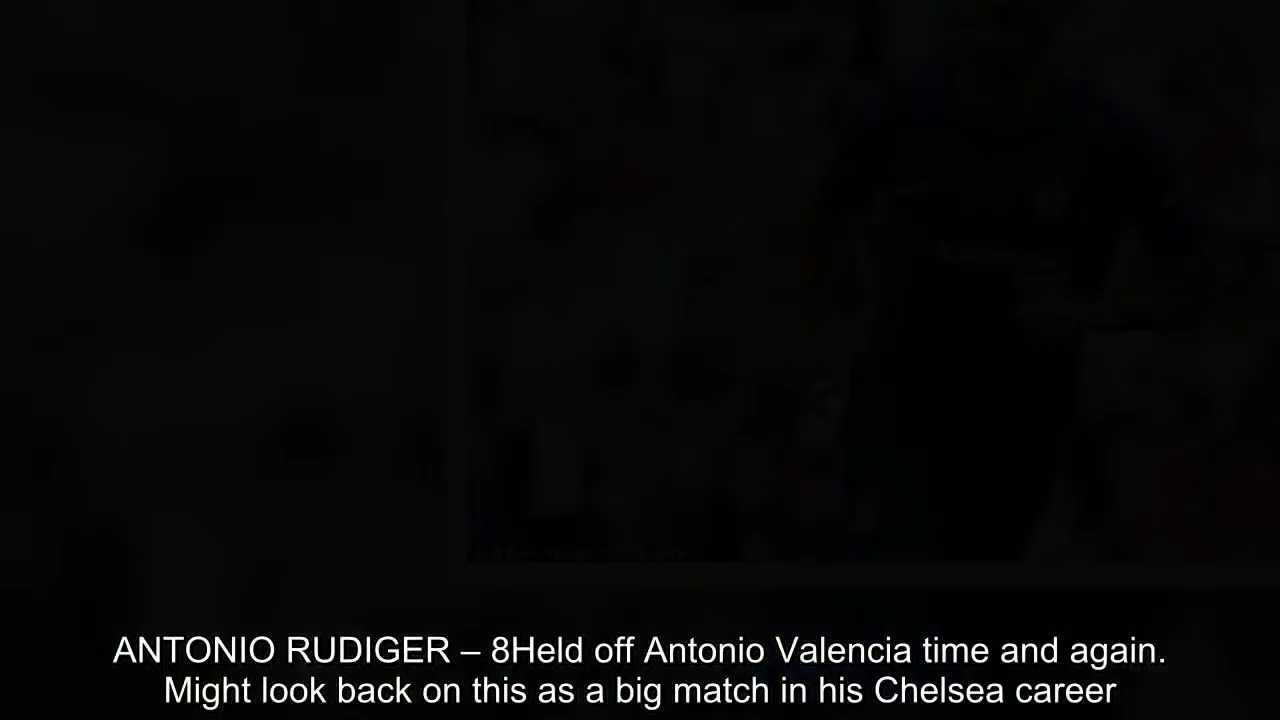 ANTONIO RUDIGER – 8Held off Antonio Valencia time and again.
Might look back on this as a big match in his Chelsea career